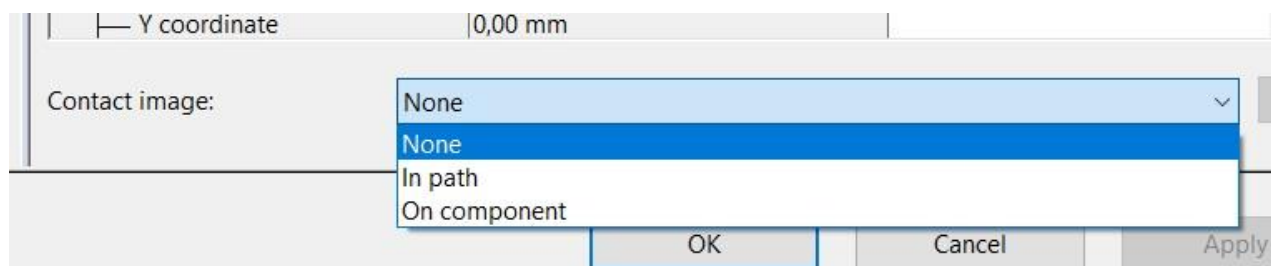 Y coordinate 0,00 mm
Contact image: None
None
In path
On component
OK Cancel Apply